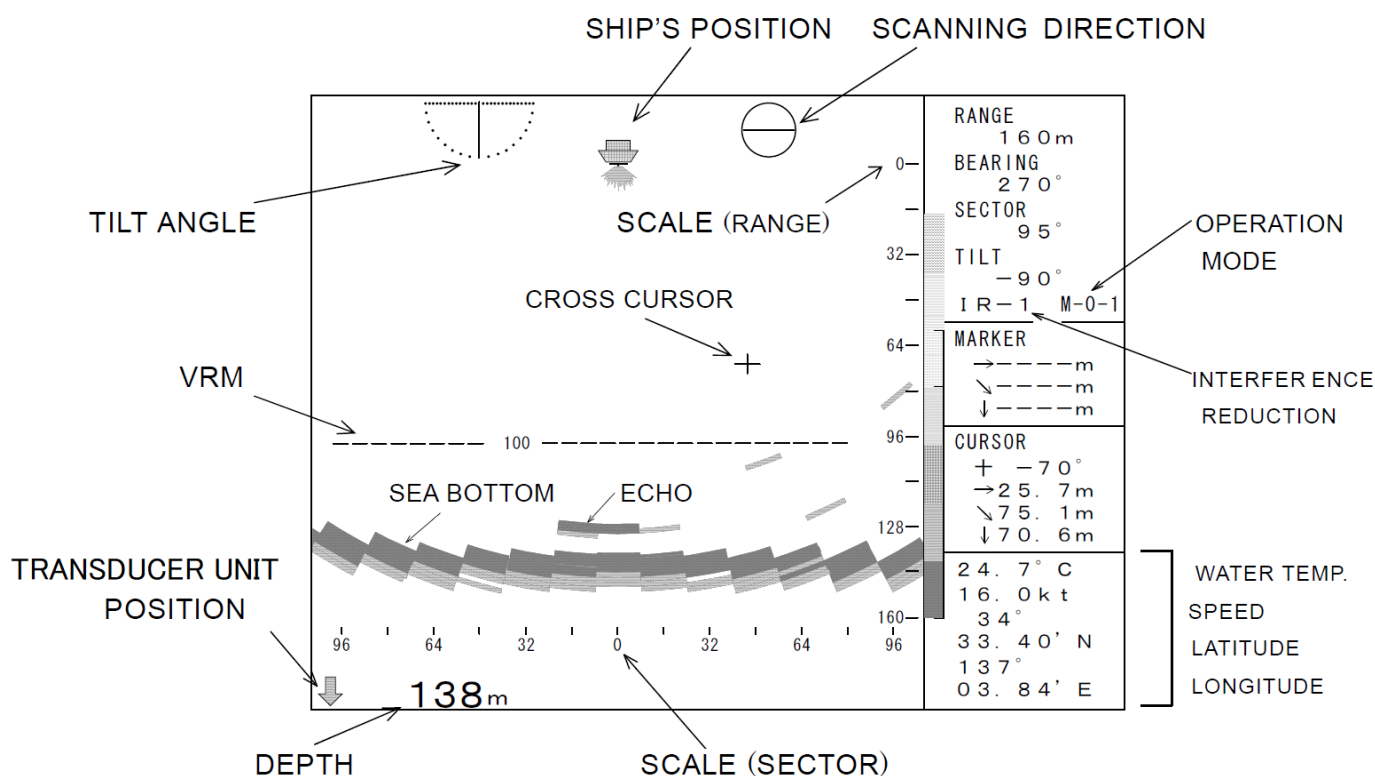 SHIP'S POSITION
SCANNING DIRECTION
TILT ANGLE
SCALE (RANGE)
CROSS CURSOR
VRM
100
SEA BOTTOM
ECHO
TRANSDUCER UNIT
POSITION
0
32
64
96
128
160
96
64
32
0
32
64
96
138m
DEPTH
SCALE (SECTOR)
RANGE
160m
BEARING
270°
SECTOR
95°
TILT
-90°
IR-1 M-0-1
MARKER
→----m
↘----m
↓----m
CURSOR
+ -70°
→25.7m
↘75.1m
↓70.6m
24.7°C
16.0kt
34°
33.40'N
137°
03.84'E
OPERATION
MODE
INTERFERENCE
REDUCTION
WATER TEMP.
SPEED
LATITUDE
LONGITUDE